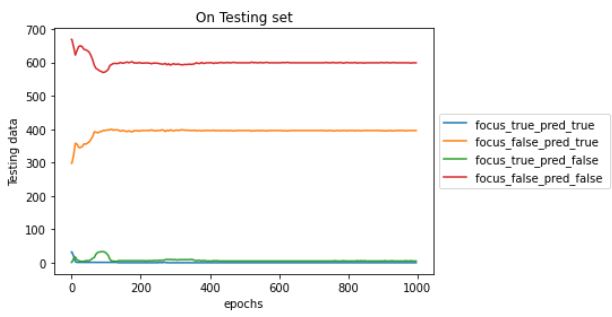 On Testing set
700
600
500
400
300
200
100
0
Testing data
0
200
400
600
800
1000
epochs
focus_true_pred_true
focus_false_pred_true
focus_true_pred_false
focus_false_pred_false